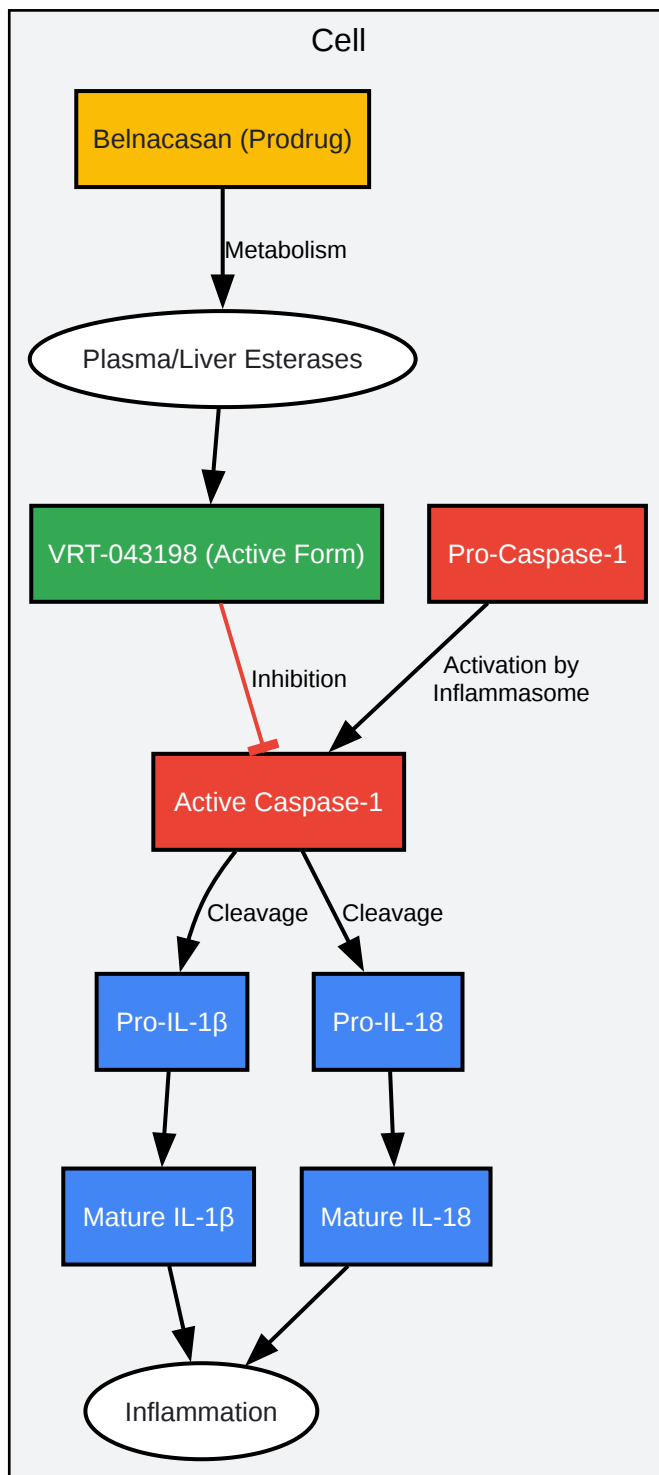 Cell
Belnacasan (Prodrug)
Metabolism
Plasma/Liver Esterases
VRT-043198 (Active Form)
Pro-Caspase-1
Inhibition
Activation by
Inflammasome
Active Caspase-1
Cleavage
Cleavage
Pro-IL-1β
Pro-IL-18
Mature IL-1β
Mature IL-18
Inflammation